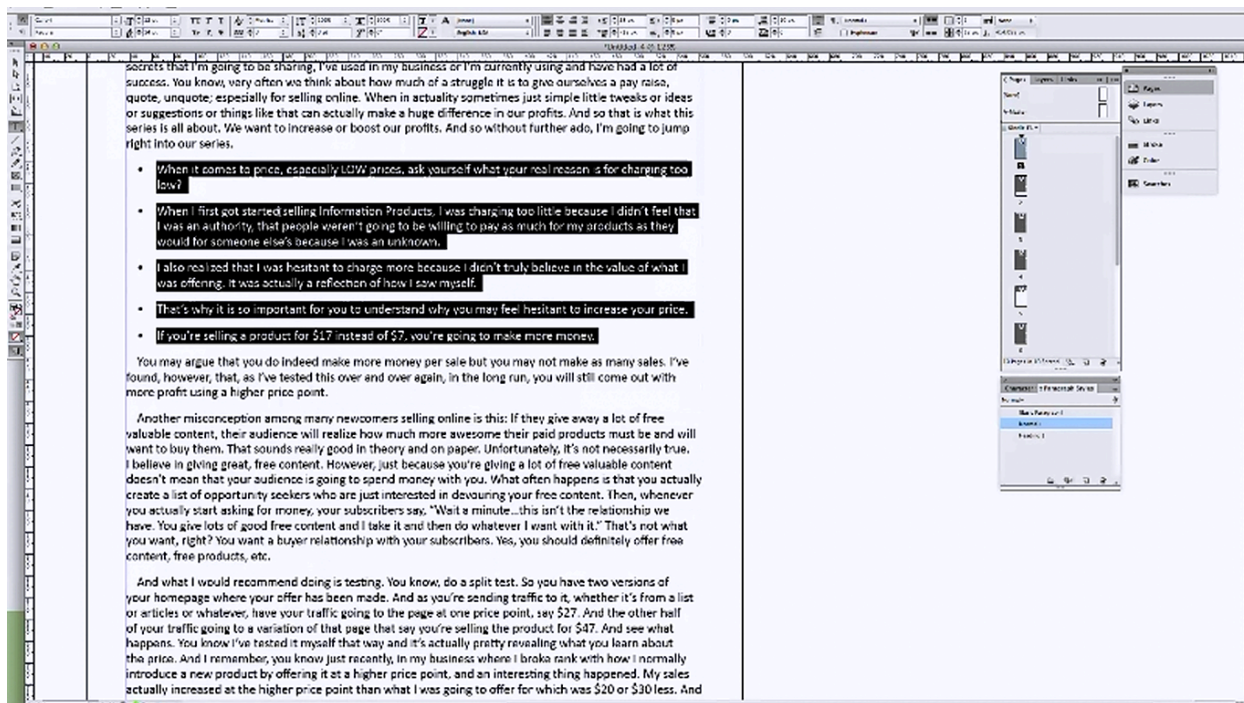 *Untitled-4 @ 123%
secrets that I'm going to be sharing, I've used in my business or I'm currently using and have had a lot of
success. You know, very often we think about how much of a struggle it is to give ourselves a pay raise,
quote, unquote; especially for selling online. When in actuality sometimes just simple little tweaks or ideas
or suggestions or things like that can actually make a huge difference in our profits. And so that is what this
series is all about. We want to increase or boost our profits. And so without further ado, I'm going to jump
right into our series.
• When it comes to price, especially LOW prices, ask yourself what your real reason is for charging too
low?
• When I first got started selling Information Products, I was charging too little because I didn't feel that
I was an authority, that people weren't going to be willing to pay as much for my products as they
would for someone else's because I was an unknown.
• I also realized that I was hesitant to charge more because I didn't truly believe in the value of what I
was offering. It was actually a reflection of how I saw myself.
• That's why it is so important for you to understand why you may feel hesitant to increase your price.
• If you're selling a product for $17 instead of $7, you're going to make more money.
You may argue that you do indeed make more money per sale but you may not make as many sales. I've
found, however, that, as I've tested this over and over again, in the long run, you will still come out with
more profit using a higher price point.
Another misconception among many newcomers selling online is this: If they give away a lot of free
valuable content, their audience will realize how much more awesome their paid products must be and will
want to buy them. That sounds really good in theory and on paper. Unfortunately, it's not necessarily true.
I believe in giving great, free content. However, just because you're giving a lot of free valuable content
doesn't mean that your audience is going to spend money with you. What often happens is that you actually
create a list of opportunity seekers who are just interested in devouring your free content. Then, whenever
you actually start asking for money, your subscribers say, "Wait a minute...this isn't the relationship we
have. You give lots of good free content and I take it and then do whatever I want with it." That's not what
you want, right? You want a buyer relationship with your subscribers. Yes, you should definitely offer free
content, free products, etc.
And what I would recommend doing is testing. You know, do a split test. So you have two versions of
your homepage where your offer has been made. And as you're sending traffic to it, whether it's from a list
or articles or whatever, have your traffic going to the page at one price point, say $27. And the other half
of your traffic going to a variation of that page that say you're selling the product for $47. And see what
happens. You know I've tested it myself that way and it's actually pretty revealing what you learn about
the price. And I remember, you know just recently, in my business where I broke rank with how I normally
introduce a new product by offering it at a higher price point, and an interesting thing happened. My sales
actually increased at the higher price point than what I was going to offer for which was $20 or $30 less. And
Pages Layers Links
Character Paragraph Styles
Pages
Layers
Links
Stroke
Color
Swatches